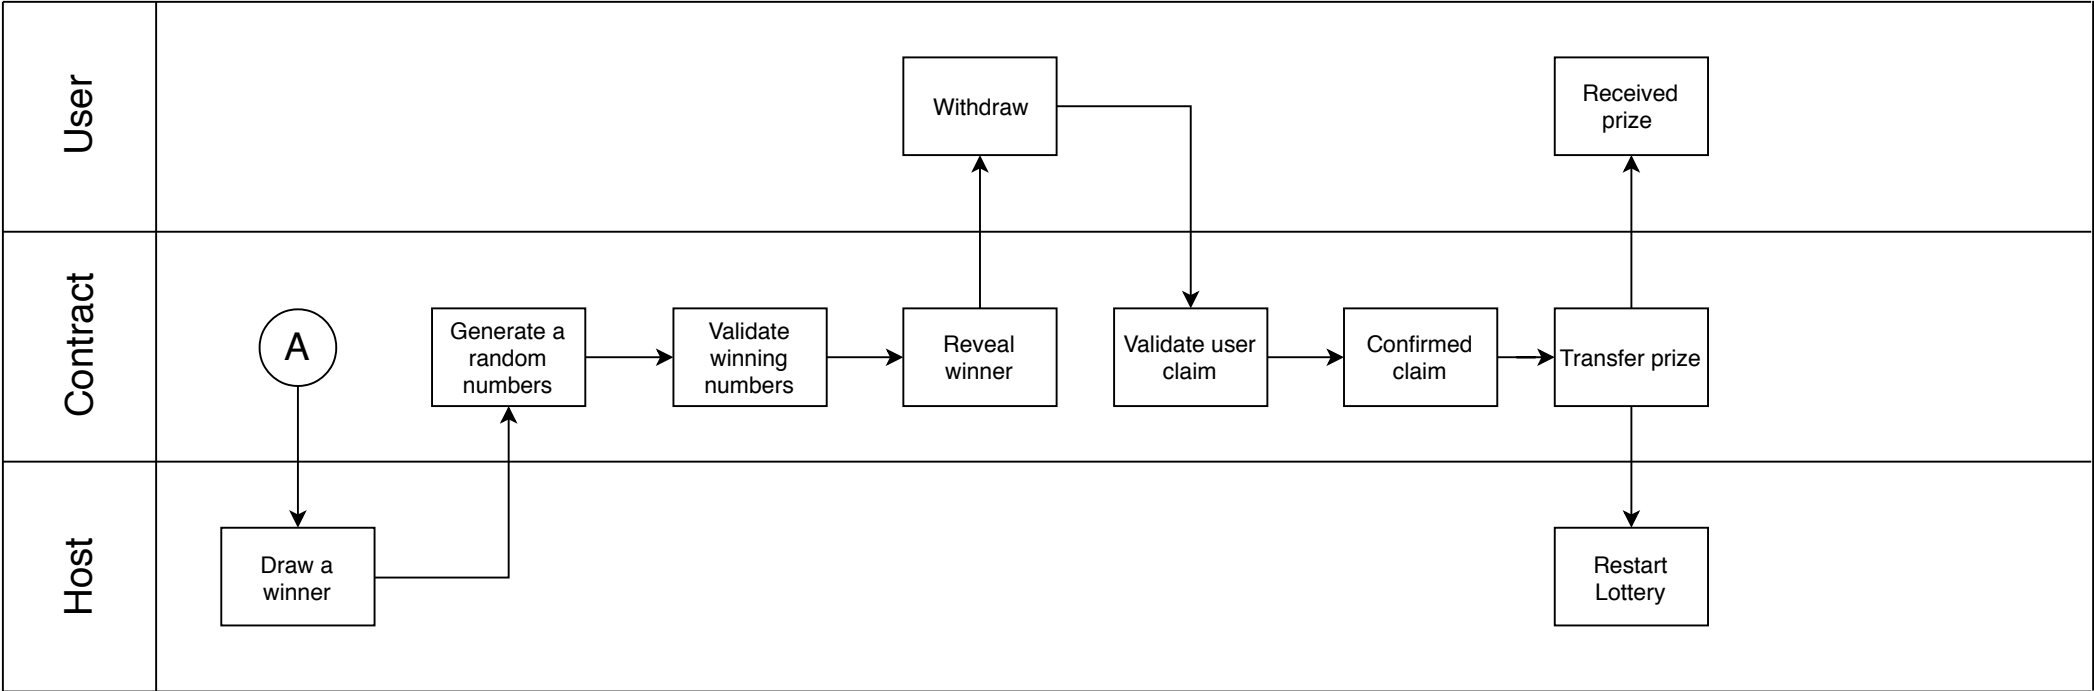 User
Withdraw
Received
prize
Contract
A
Generate a
random
numbers
Validate
winning
numbers
Reveal
winner
Validate user
claim
Confirmed
claim
Transfer prize
Host
Draw a
winner
Restart
Lottery